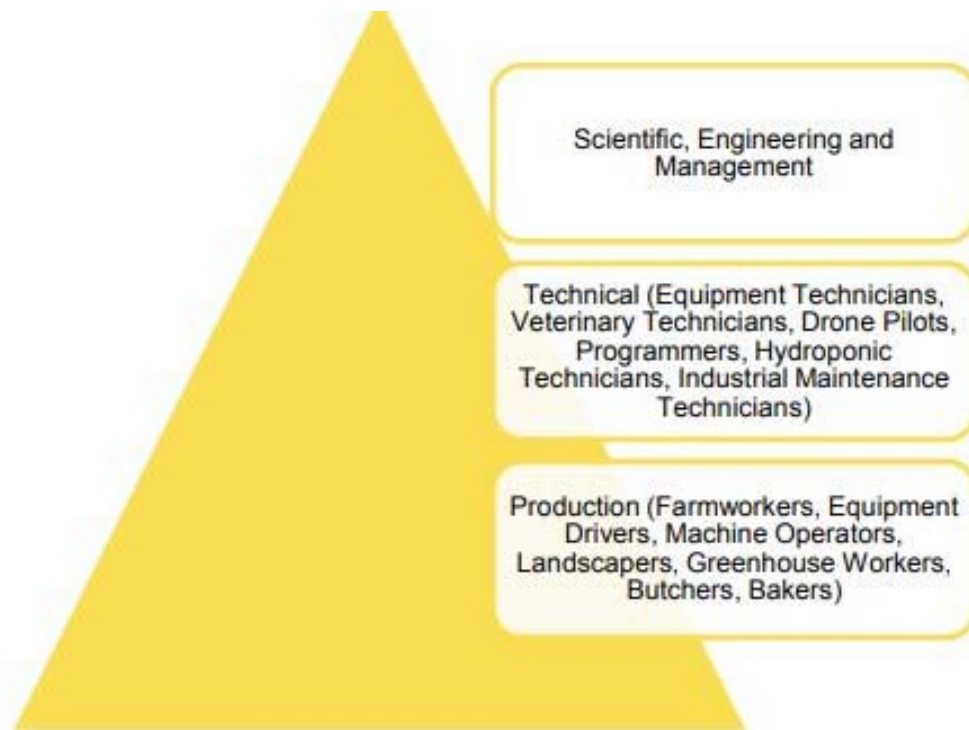 Scientific, Engineering and
Management
Technical (Equipment Technicians,
Veterinary Technicians, Drone Pilots,
Programmers, Hydroponic
Technicians, Industrial Maintenance
Technicians)
Production (Farmworkers, Equipment
Drivers, Machine Operators,
Landscapers, Greenhouse Workers,
Butchers, Bakers)